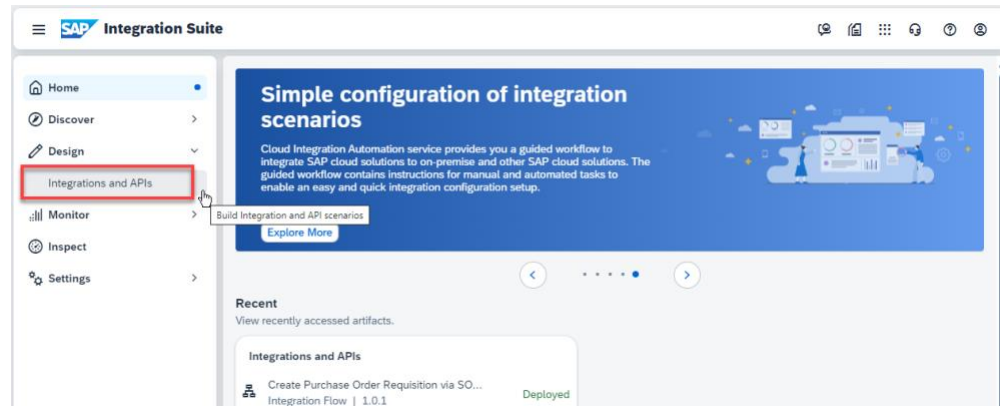 SAP Integration Suite
Home
Discover
Design
Integrations and APIs
Monitor
Inspect
Settings
Simple configuration of integration
scenarios
Cloud Integration Automation service provides you a guided workflow to
integrate SAP cloud solutions to on-premise and other SAP cloud solutions. The
guided workflow contains instructions for manual and automated tasks to
enable an easy and quick integration configuration setup.
Build Integration and API scenarios
Explore More
Recent
View recently accessed artifacts.
Integrations and APIs
Create Purchase Order Requisition via SO...
Integration Flow | 1.0.1
Deployed